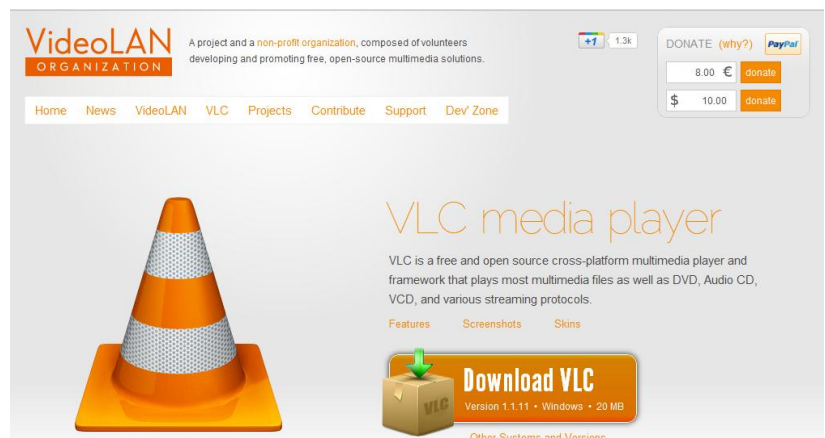 VideoLAN
ORGANIZATION
A project and a non-profit organization, composed of volunteers
developing and promoting free, open-source multimedia solutions.
+1 1.3k
DONATE (why?) PayPal
8.00 € donate
$ 10.00 donate
Home News VideoLAN VLC Projects Contribute Support Dev' Zone
VLC media player
VLC is a free and open source cross-platform multimedia player and
framework that plays most multimedia files as well as DVD, Audio CD,
VCD, and various streaming protocols.
Features Screenshots Skins
Download VLC
VLC
Version 1.1.11 • Windows • 20 MB
Other Systems and Versions